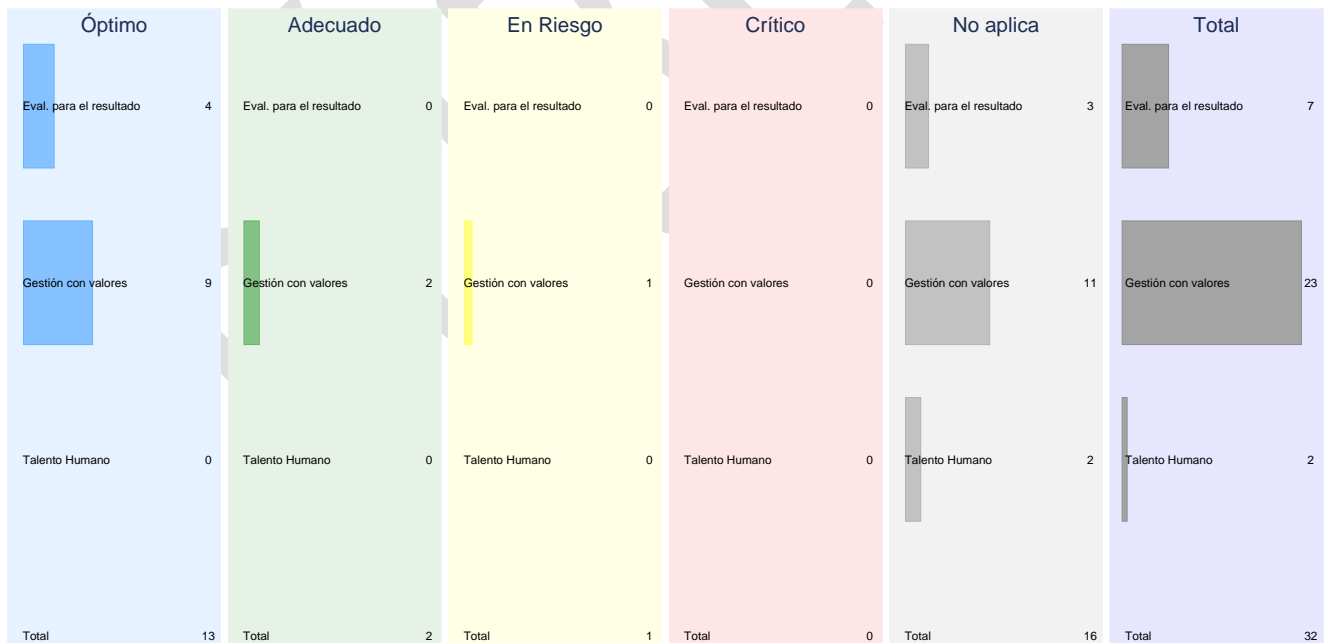 Óptimo Adecuado En Riesgo Crítico No aplica Total
Eval. para el resultado 4 Eval. para el resultado 0 Eval. para el resultado 0 Eval. para el resultado 0 Eval. para el resultado 3 Eval. para el resultado 7
Gestión con valores 9 Gestión con valores 2 Gestión con valores 1 Gestión con valores 0 Gestión con valores 11 Gestión con valores 23
Talento Humano 0 Talento Humano 0 Talento Humano 0 Talento Humano 0 Talento Humano 2 Talento Humano 2
Total 13 Total 2 Total 1 Total 0 Total 16 Total 32